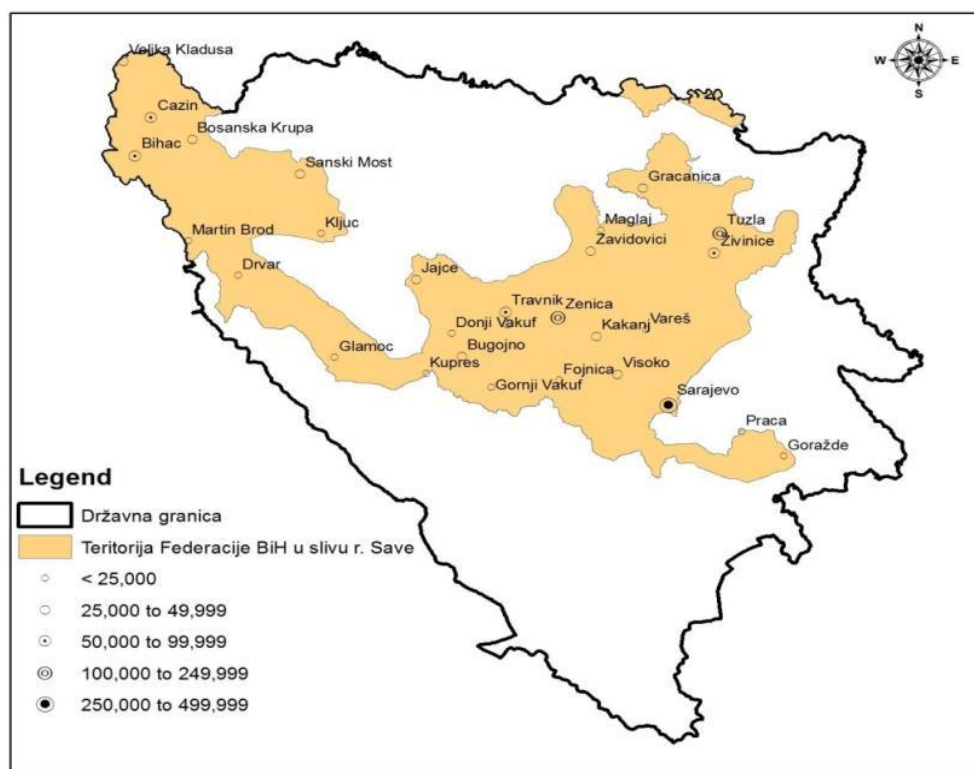 N
W E
S
Velika Kladusa
Cazin
Bosanska Krupa
Bihac
Sanski Most
Gracanica
Martin Brod
Kljuc
Maglaj
Tuzla
Zavidovici
Živinice
Drvar
Jajce
Travnik
Zenica
Donji Vakuf
Kakanj
Vareš
Glamoc
Bugojno
Kupres
Fojnica
Visoko
Gornji Vakuf
Sarajevo
Praca
Goražde
Legend
Državna granica
Teritorija Federacije BiH u slivu r. Save
< 25,000
25,000 to 49,999
50,000 to 99,999
100,000 to 249,999
250,000 to 499,999